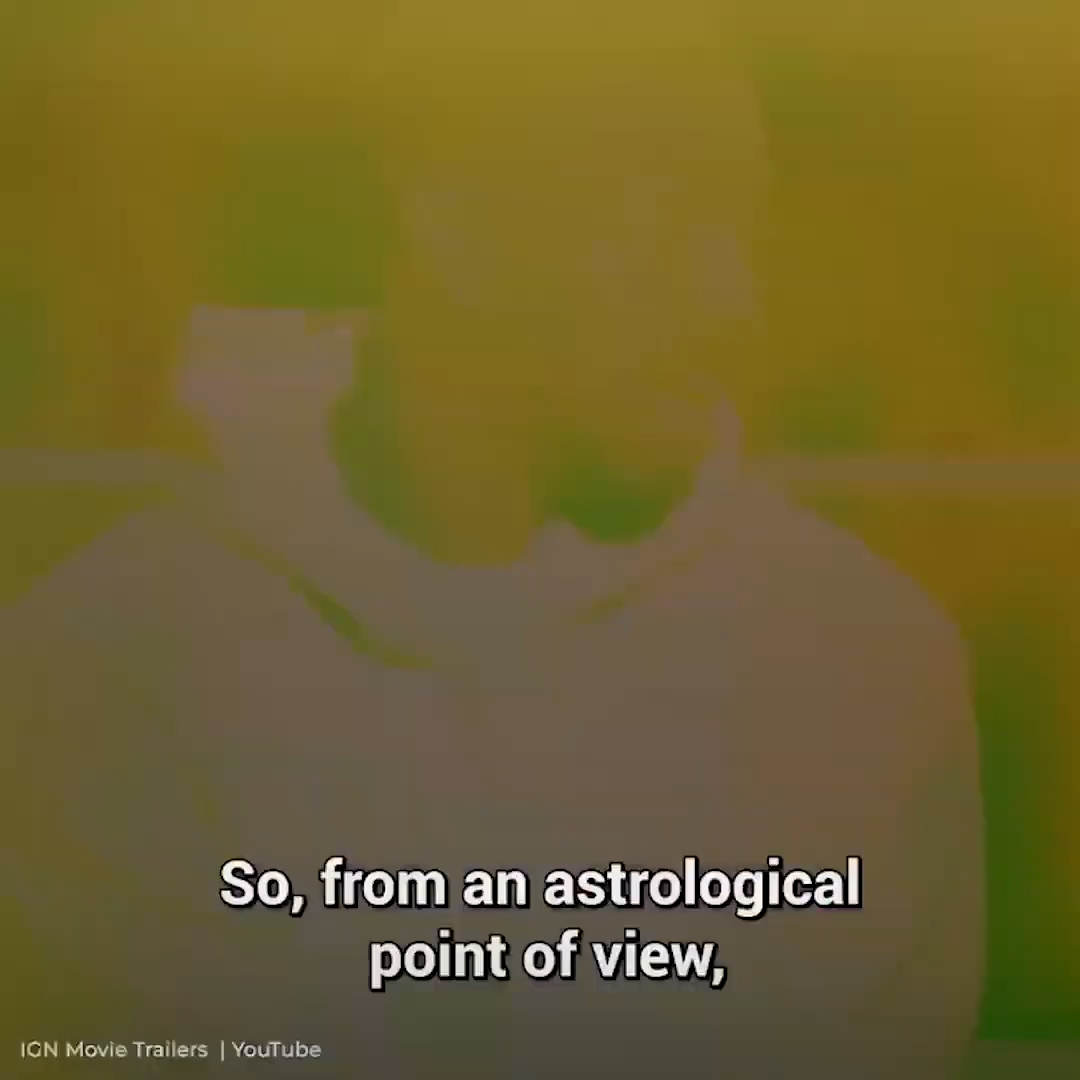 So, from an astrological
point of view,
IGN Movie Trailers | YouTube